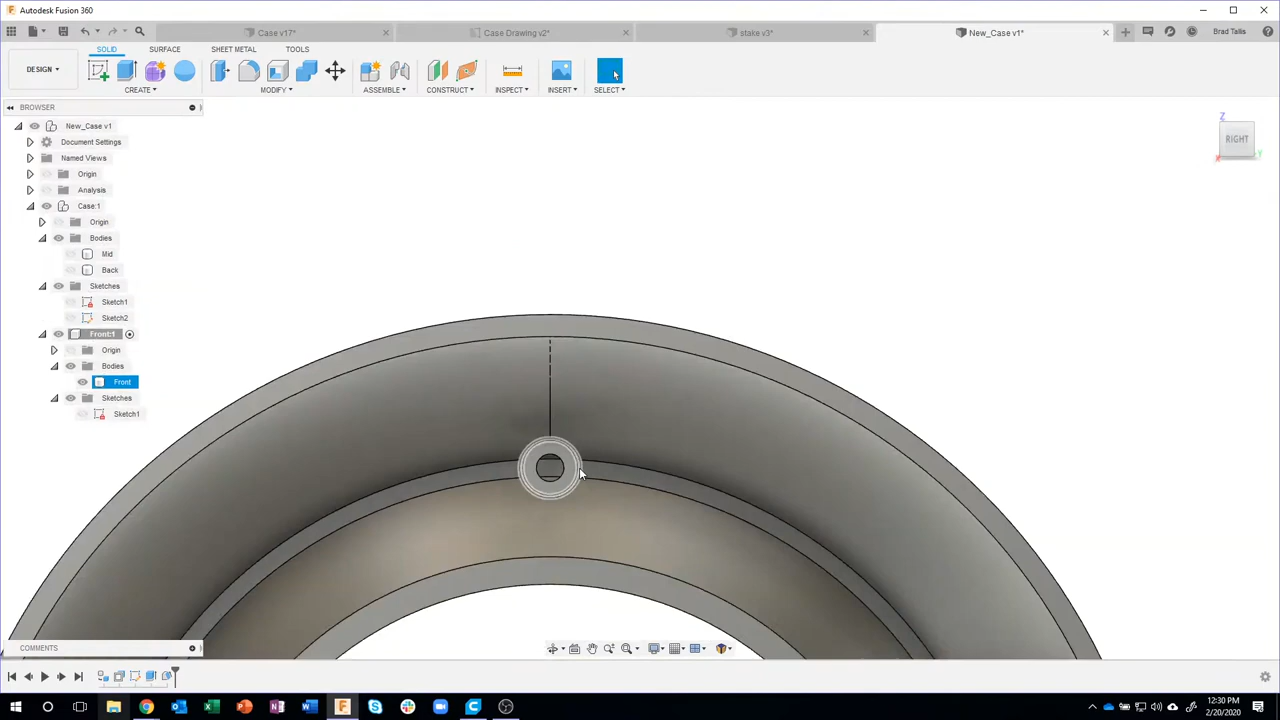 Autodesk Fusion 360
Case v17*
Case Drawing v2*
stake v3*
New_Case v1*
Brad Tallis
SOLID
SURFACE
SHEET METAL
TOOLS
DESIGN
CREATE
MODIFY
ASSEMBLE
CONSTRUCT
INSPECT
INSERT
SELECT
BROWSER
New_Case v1
Document Settings
Named Views
Origin
Analysis
Case:1
Origin
Bodies
Mid
Back
Sketches
Sketch1
Sketch2
Front:1
Origin
Bodies
Front
Sketches
Sketch1
Z
RIGHT
X
Y
COMMENTS
12:30 PM
2/20/2020